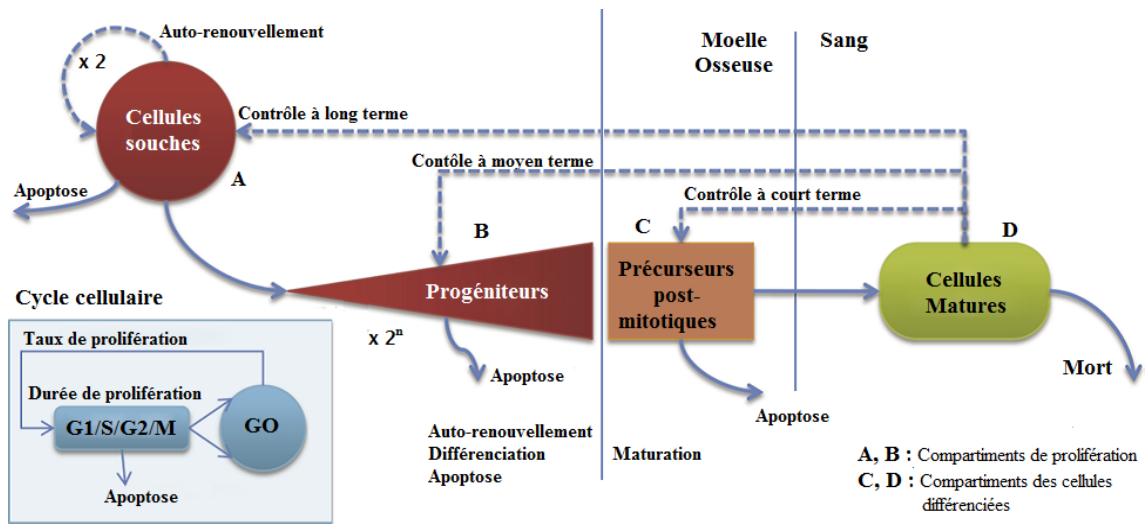 Auto-renouvellement
x 2
Cellules
souches
A
Apoptose
Moelle
Osseuse
Sang
Contrôle à long terme
Contôle à moyen terme
Contrôle à court terme
B
Progéniteurs
x 2ⁿ
Apoptose
C
Précurseurs
post-
mitotiques
Apoptose
D
Cellules
Matures
Mort
Cycle cellulaire
Taux de prolifération
Durée de prolifération
G1/S/G2/M
GO
Apoptose
Auto-renouvellement
Différenciation
Apoptose
Maturation
A, B : Compartiments de prolifération
C, D : Compartiments des cellules
différenciées